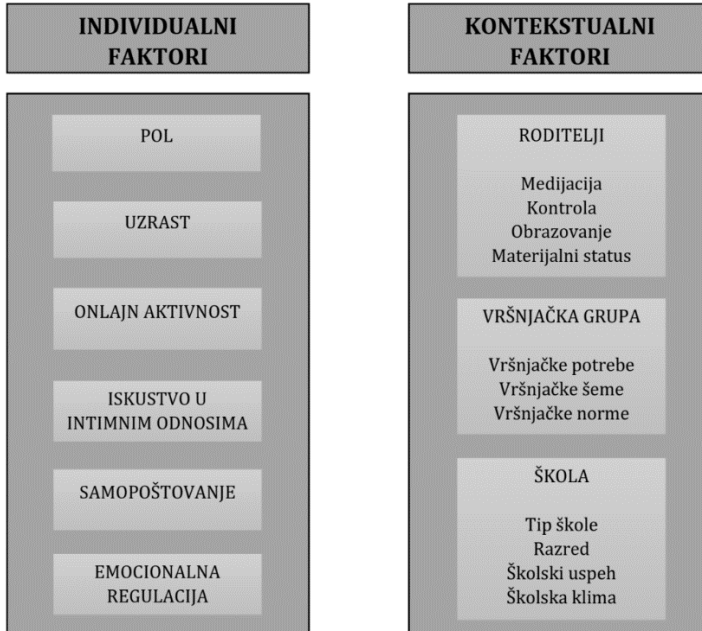 INDIVIDUALNI
FAKTORI
POL
UZRAST
ONLAJN AKTIVNOST
ISKUSTVO U
INTIMNIM ODNOSIMA
SAMOPOŠTOVANJE
EMOCIONALNA
REGULACIJA
KONTEKSTUALNI
FAKTORI
RODITELJI
Medijacija
Kontrola
Obrazovanje
Materijalni status
VRŠNJAČKA GRUPA
Vršnjačke potrebe
Vršnjačke šeme
Vršnjačke norme
ŠKOLA
Tip škole
Razred
Školski uspeh
Školska klima